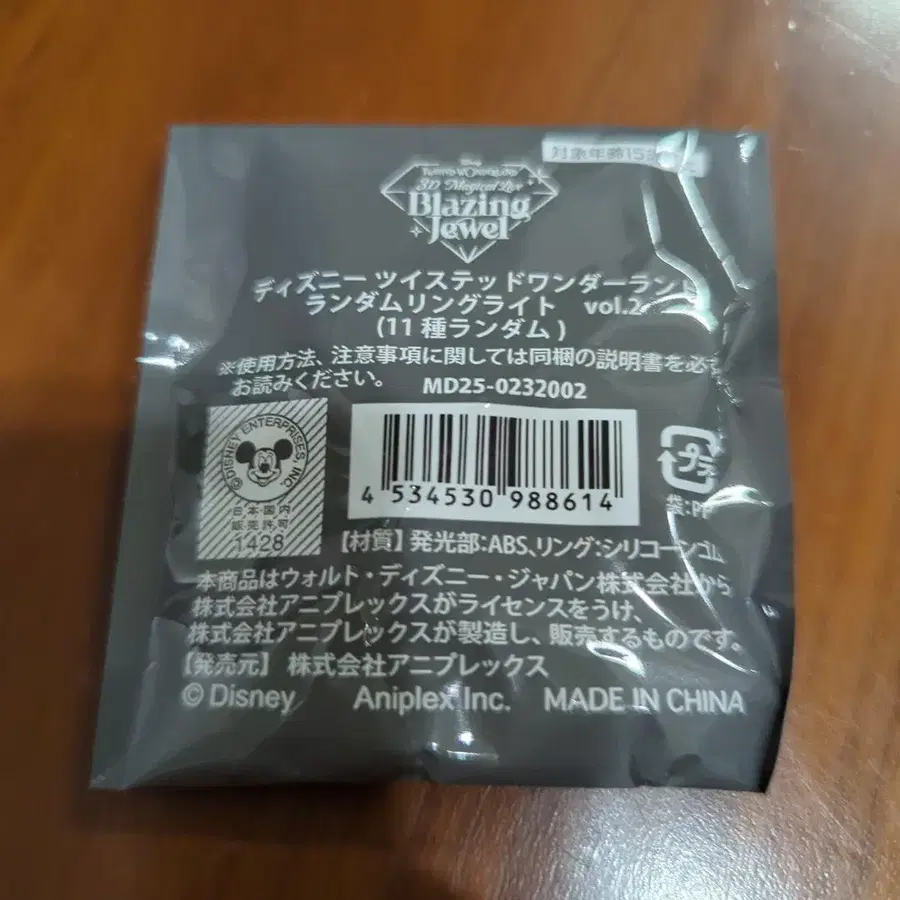 対象年齢15
Disney
TWISTED WONDERLAND
3D Magical Live
Blazing
Jewel
ディズニー ツイステッドワンダーランド
ランダムリングライト vol.2
(11種ランダム)
※使用方法、注意事項に関しては同梱の説明書を必ず
お読みください。 MD25-0232002
©DISNEY ENTERPRISES, INC.
日本国内
販売許可
1428
4 534530 988614
プラ
袋:PP
【材質】発光部:ABS、リング:シリコーンゴム
本商品はウォルト・ディズニー・ジャパン株式会社から
株式会社アニプレックスがライセンスをうけ、
株式会社アニプレックスが製造し、販売するものです。
【発売元】 株式会社アニプレックス
© Disney Aniplex Inc. MADE IN CHINA